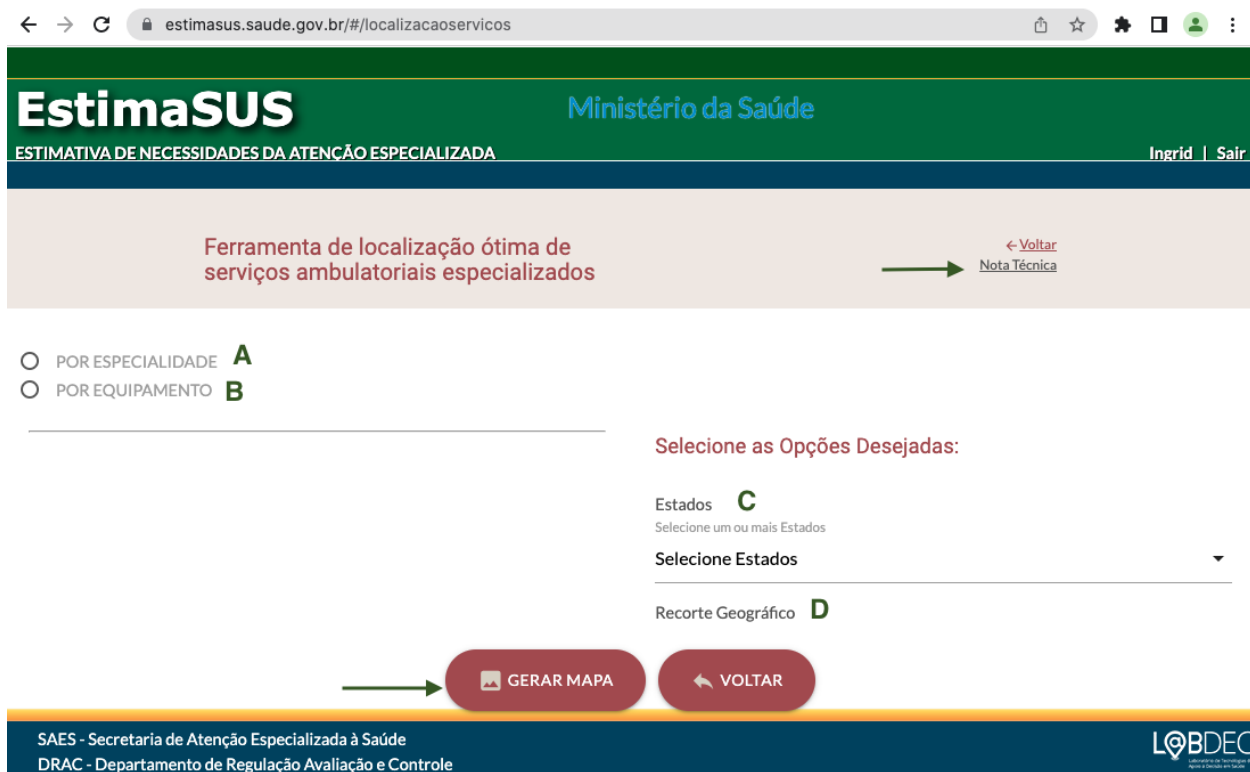 estimasus.saude.gov.br/#/localizacaoservicos
EstimaSUS
Ministério da Saúde
ESTIMATIVA DE NECESSIDADES DA ATENÇÃO ESPECIALIZADA
Ingrid | Sair
Ferramenta de localização ótima de
serviços ambulatoriais especializados
Voltar
Nota Técnica
POR ESPECIALIDADE A
POR EQUIPAMENTO B
Selecione as Opções Desejadas:
Estados C
Selecione um ou mais Estados
Selecione Estados
Recorte Geográfico D
GERAR MAPA
VOLTAR
SAES - Secretaria de Atenção Especializada à Saúde
DRAC - Departamento de Regulação Avaliação e Controle
L@BDEC